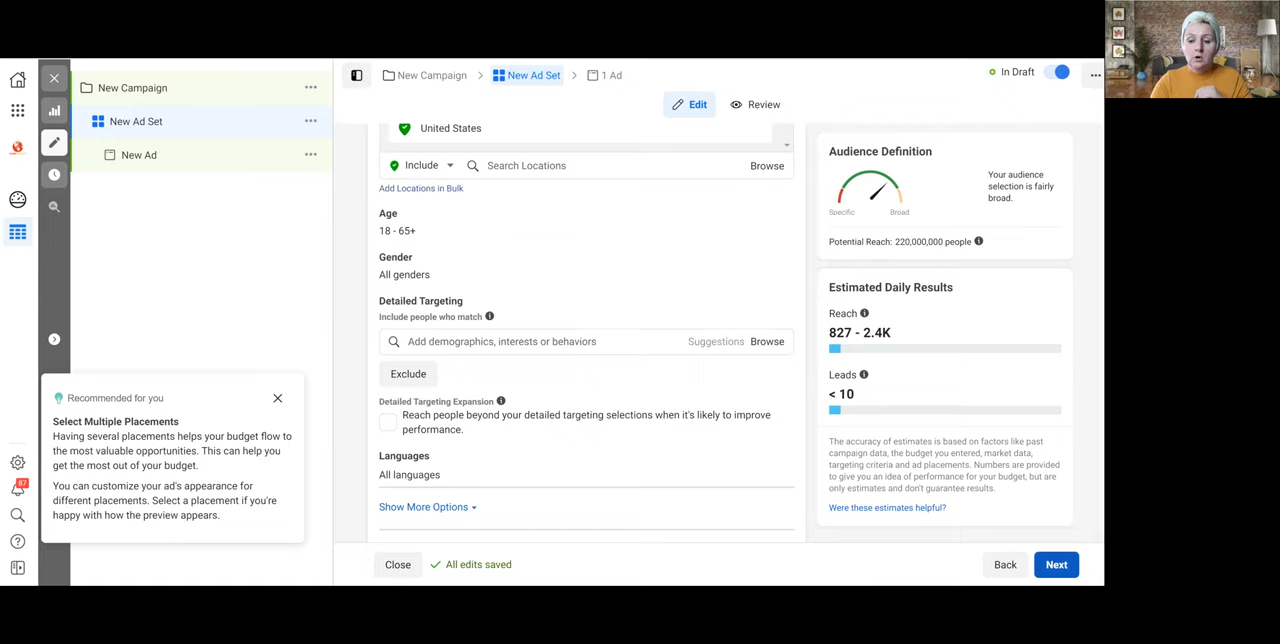 New Campaign
New Ad Set
New Ad
New Campaign
New Ad Set
1 Ad
In Draft
Edit
Review
United States
Include
Search Locations
Browse
Add Locations in Bulk
Age
18 - 65+
Gender
All genders
Detailed Targeting
Include people who match
Add demographics, interests or behaviors
Suggestions
Browse
Exclude
Detailed Targeting Expansion
Reach people beyond your detailed targeting selections when it's likely to improve
performance.
Languages
All languages
Show More Options
Audience Definition
Specific
Broad
Your audience
selection is fairly
broad.
Potential Reach: 220,000,000 people
Estimated Daily Results
Reach
827 - 2.4K
Leads
< 10
The accuracy of estimates is based on factors like past
campaign data, the budget you entered, market data,
targeting criteria and ad placements. Numbers are provided
to give you an idea of performance for your budget, but are
only estimates and don't guarantee results.
Were these estimates helpful?
Recommended for you
Select Multiple Placements
Having several placements helps your budget flow to
the most valuable opportunities. This can help you
get the most out of your budget.
You can customize your ad's appearance for
different placements. Select a placement if you're
happy with how the preview appears.
87
Close
All edits saved
Back
Next